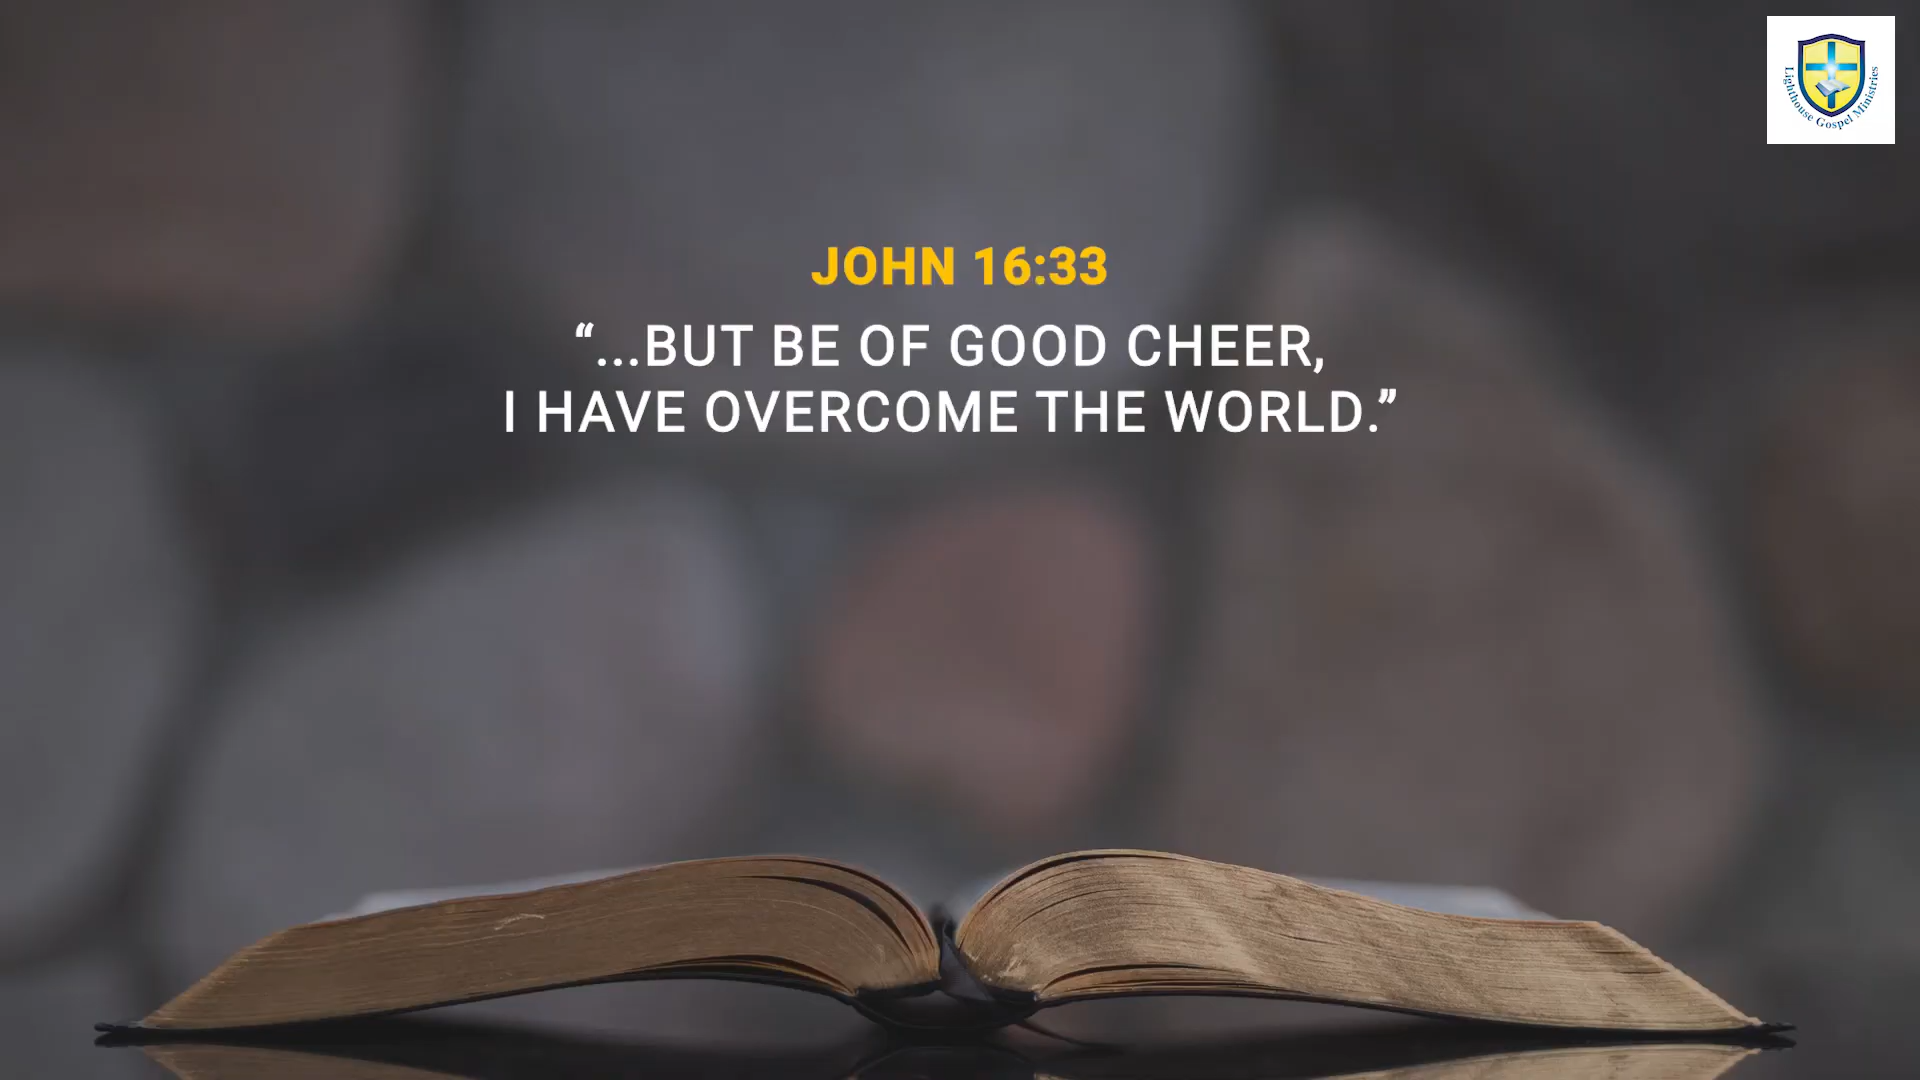 Lighthouse Gospel Ministries
JOHN 16:33
“...BUT BE OF GOOD CHEER,
I HAVE OVERCOME THE WORLD.”